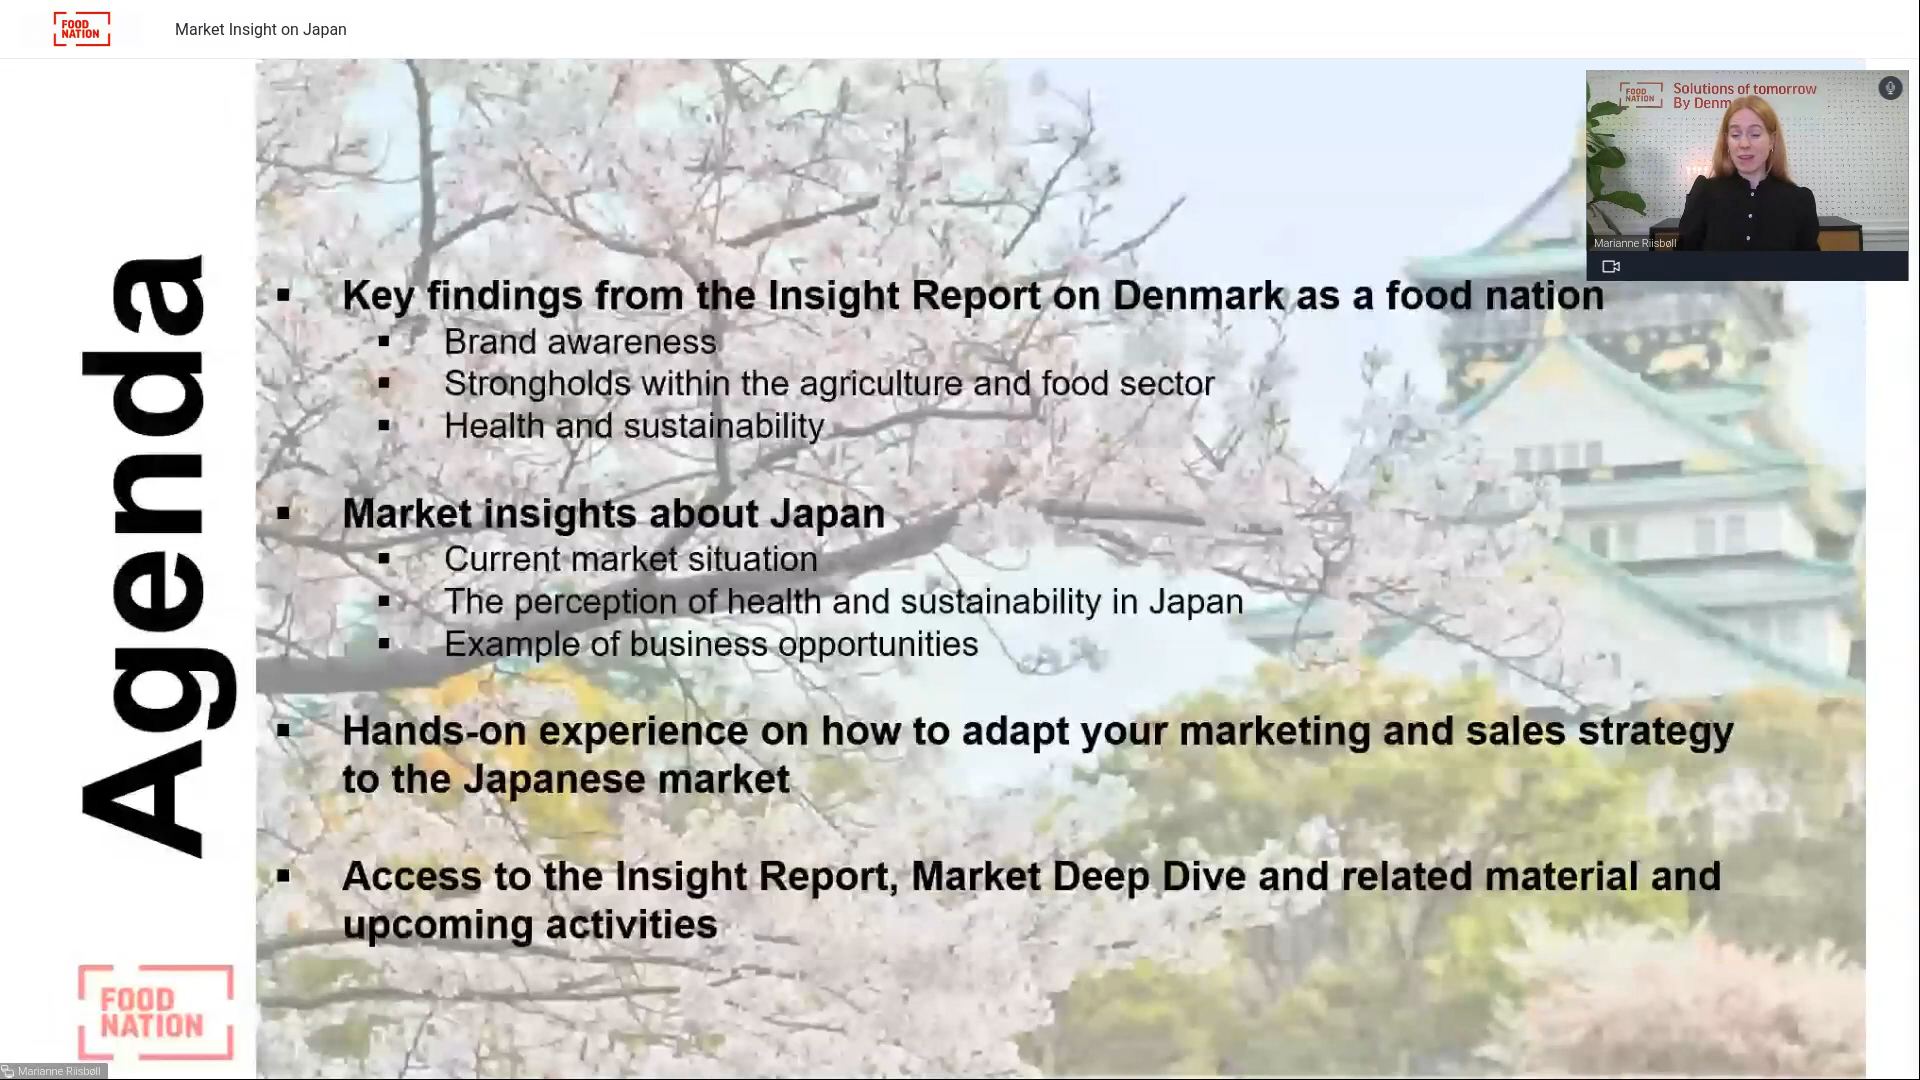 FOOD
NATION
Market Insight on Japan
FOOD
NATION
Solutions of tomorrow
By Denm
Marianne Riisbøll
Agenda
▪ Key findings from the Insight Report on Denmark as a food nation
▪ Brand awareness
▪ Strongholds within the agriculture and food sector
▪ Health and sustainability
▪ Market insights about Japan
▪ Current market situation
▪ The perception of health and sustainability in Japan
▪ Example of business opportunities
▪ Hands-on experience on how to adapt your marketing and sales strategy
to the Japanese market
▪ Access to the Insight Report, Market Deep Dive and related material and
upcoming activities
FOOD
NATION
Marianne Riisbøll